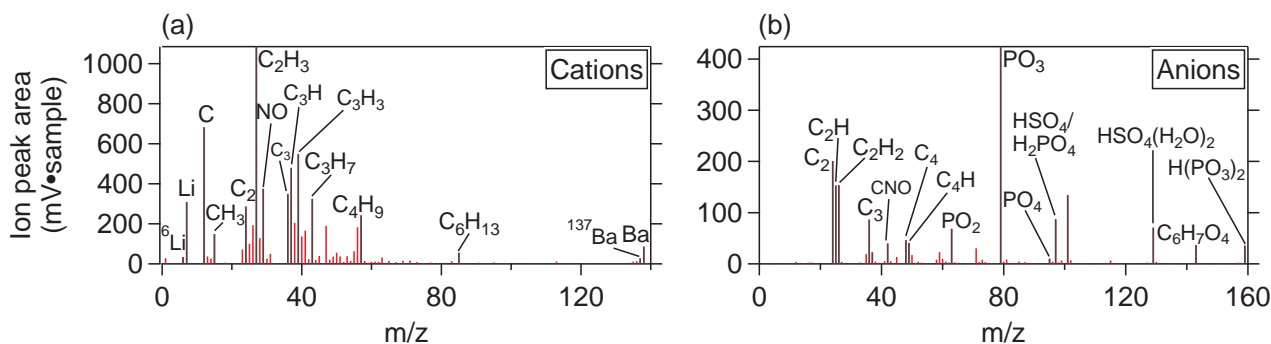 (a)
Cations
Ion peak area
(mV•sample)
1000
800
600
400
200
0
C₂H₃
C₃H
C₃H₃
NO
C
C₃
C₃H₇
Li
CH₃
C₂
C₄H₉
⁶Li
C₆H₁₃
¹³⁷Ba
Ba
0
40
80
120
m/z
(b)
Anions
400
300
200
100
0
PO₃
HSO₄/
H₂PO₄
HSO₄(H₂O)₂
H(PO₃)₂
C₂H
C₂
C₂H₂
C₄
C₄H
CNO
C₃
PO₂
PO₄
C₆H₇O₄
0
40
80
120
160
m/z